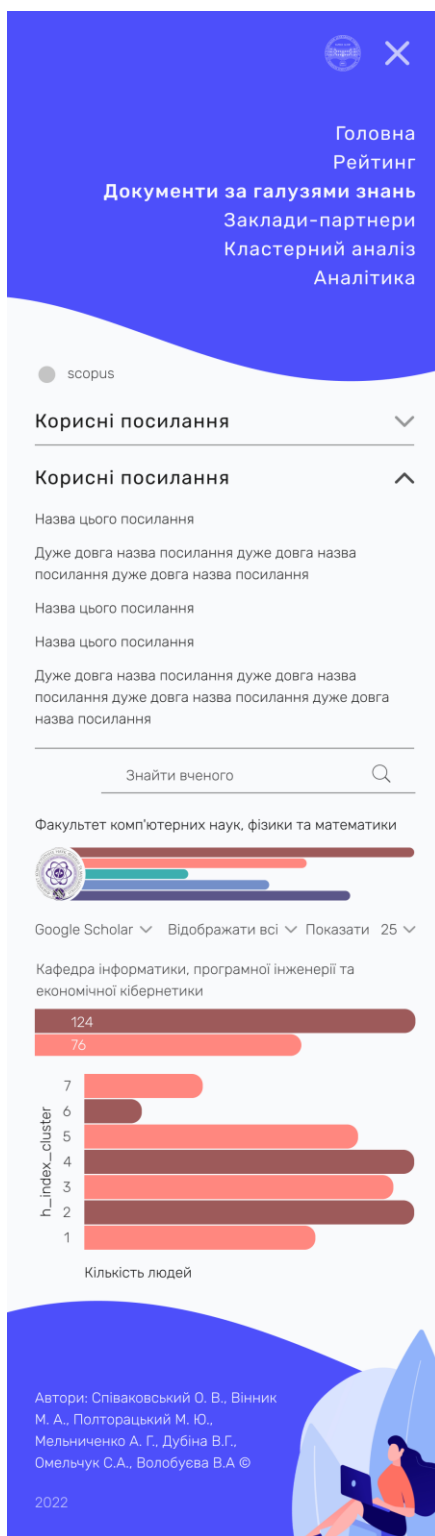 Головна
Рейтинг
Документи за галузями знань
Заклади-партнери
Кластерний аналіз
Аналітика
scopus
Корисні посилання
Корисні посилання
Назва цього посилання
Дуже довга назва посилання дуже довга назва
посилання дуже довга назва посилання
Назва цього посилання
Назва цього посилання
Дуже довга назва посилання дуже довга назва
посилання дуже довга назва посилання дуже довга
назва посилання
Знайти вченого
Факультет комп'ютерних наук, фізики та математики
Google Scholar Відображати всі Показати 25
Кафедра інформатики, програмної інженерії та
економічної кібернетики
124
76
7
6
5
4
3
2
1
h_index_cluster
Кількість людей
Автори: Співаковський О. В., Вінник
М. А., Полторацький М. Ю.,
Мельниченко А. Г., Дубіна В.Г.,
Омельчук С.А., Волобуєва В.А ©
2022